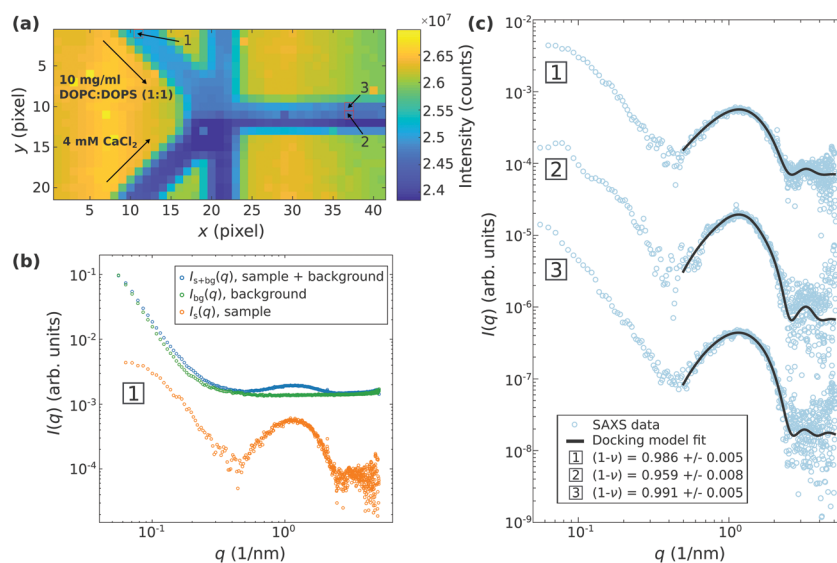 (a)
×10⁷
1
10 mg/ml
DOPC:DOPS (1:1)
3
4 mM CaCl₂
2
5
10
15
20
y (pixel)
5 10 15 20 25 30 35 40
x (pixel)
2.65
2.6
2.55
2.5
2.45
2.4
Intensity (counts)
(b)
Iₛ₊bg(q), sample + background
Ibg(q), background
Iₛ(q), sample
1
10⁻¹
10⁻²
10⁻³
10⁻⁴
I(q) (arb. units)
10⁻¹ 10⁰
q (1/nm)
(c)
10⁻²
10⁻³
10⁻⁴
10⁻⁵
10⁻⁶
10⁻⁷
10⁻⁸
10⁻⁹
I(q) (arb. units)
1
2
3
SAXS data
Docking model fit
1 (1-ν) = 0.986 +/- 0.005
2 (1-ν) = 0.959 +/- 0.008
3 (1-ν) = 0.991 +/- 0.005
10⁻¹ 10⁰
q (1/nm)